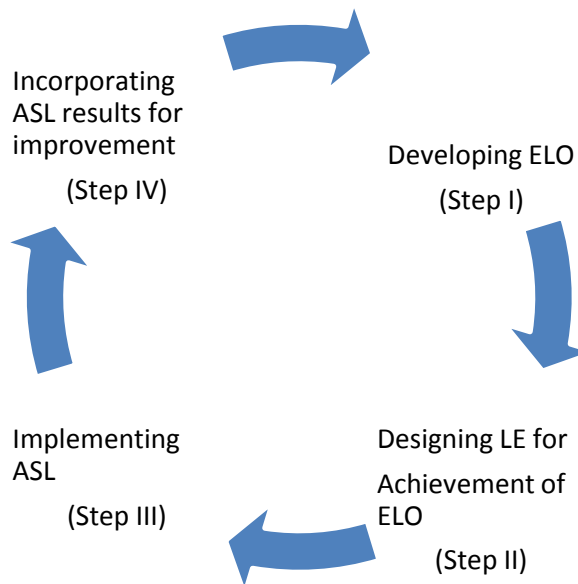 Incorporating
ASL results for
improvement
(Step IV)
Developing ELO
(Step I)
Implementing
ASL
(Step III)
Designing LE for
Achievement of
ELO
(Step II)